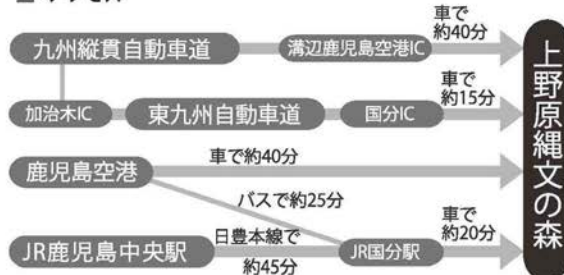 九州縦貫自動車道
溝辺鹿児島空港IC
車で
約40分
加治木IC
東九州自動車道
国分IC
車で
約15分
鹿児島空港
車で約40分
バスで約25分
JR鹿児島中央駅
日豊本線で
約45分
JR国分駅
車で
約20分
上野原縄文の森